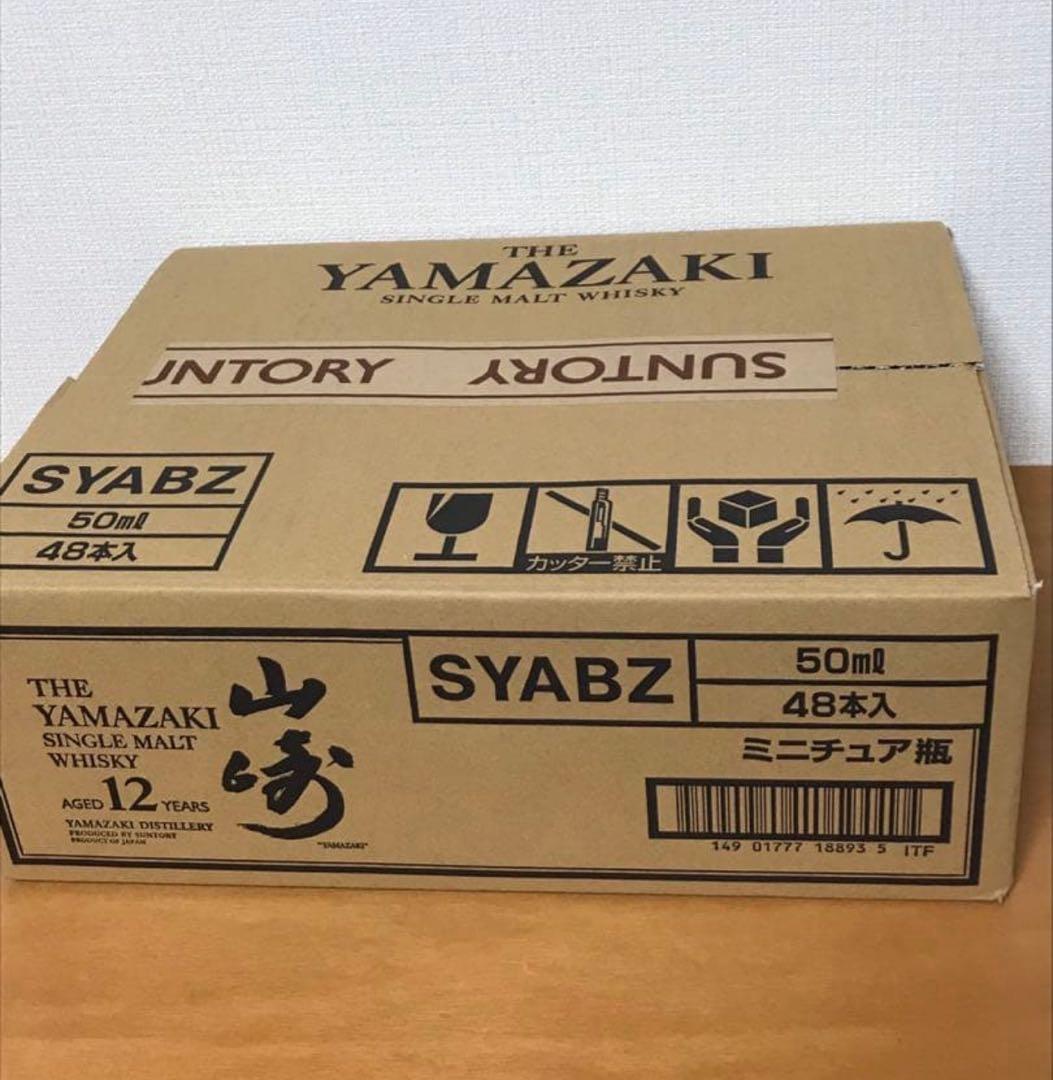 THE
YAMAZAKI
SINGLE MALT WHISKY
UNTORY
SUNTORY
SYABZ
50ml
48本入
カッター禁止
THE
YAMAZAKI
SINGLE MALT
WHISKY
AGED 12 YEARS
YAMAZAKI DISTILLERY
PRODUCED BY SUNTORY
PRODUCT OF JAPAN
山崎
"YAMAZAKI"
SYABZ
50ml
48本入
ミニチュア瓶
149 01777 18893 5 ITF